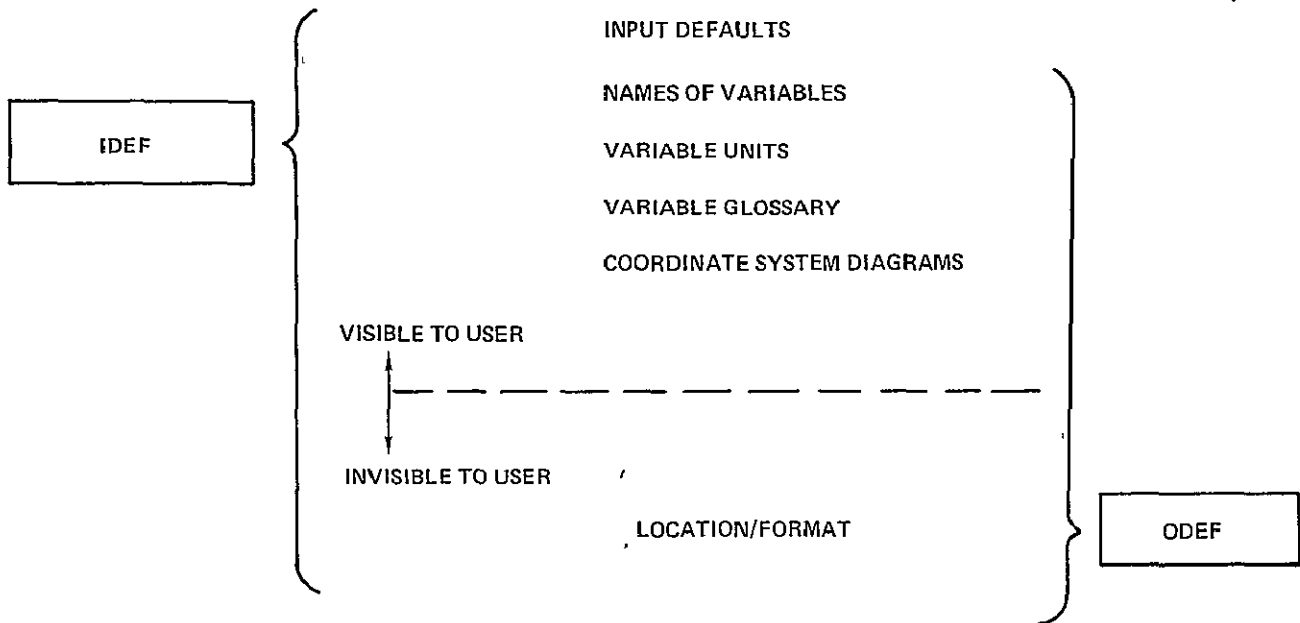 INPUT DEFAULTS
NAMES OF VARIABLES
IDEF
VARIABLE UNITS
VARIABLE GLOSSARY
COORDINATE SYSTEM DIAGRAMS
VISIBLE TO USER
INVISIBLE TO USER
LOCATION/FORMAT
ODEF